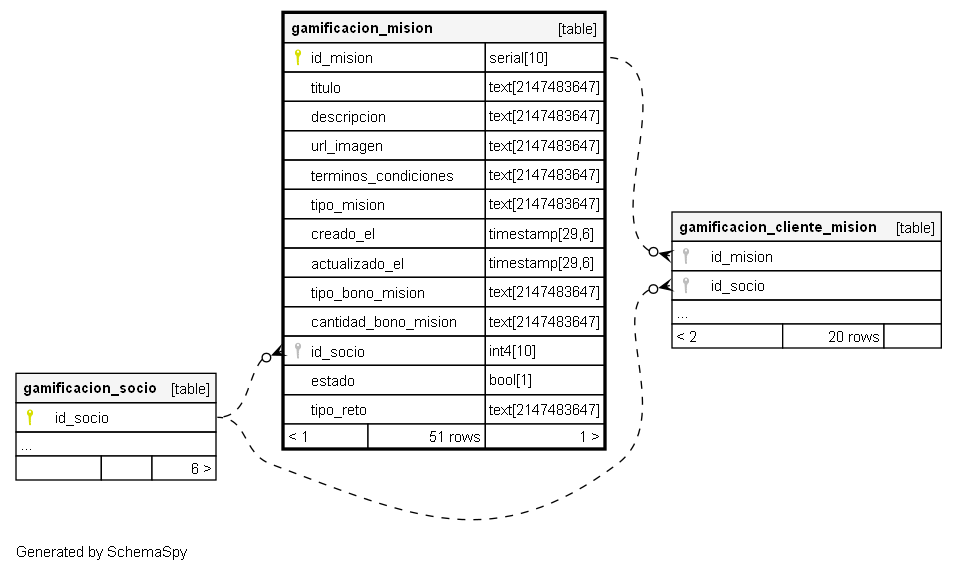 gamificacion_mision [table]
id_mision serial[10]
titulo text[2147483647]
descripcion text[2147483647]
url_imagen text[2147483647]
terminos_condiciones text[2147483647]
tipo_mision text[2147483647]
creado_el timestamp[29,6]
actualizado_el timestamp[29,6]
tipo_bono_mision text[2147483647]
cantidad_bono_mision text[2147483647]
id_socio int4[10]
estado bool[1]
tipo_reto text[2147483647]
< 1 51 rows 1 >
gamificacion_cliente_mision [table]
id_mision
id_socio
...
< 2 20 rows
gamificacion_socio [table]
id_socio
...
6 >
Generated by SchemaSpy